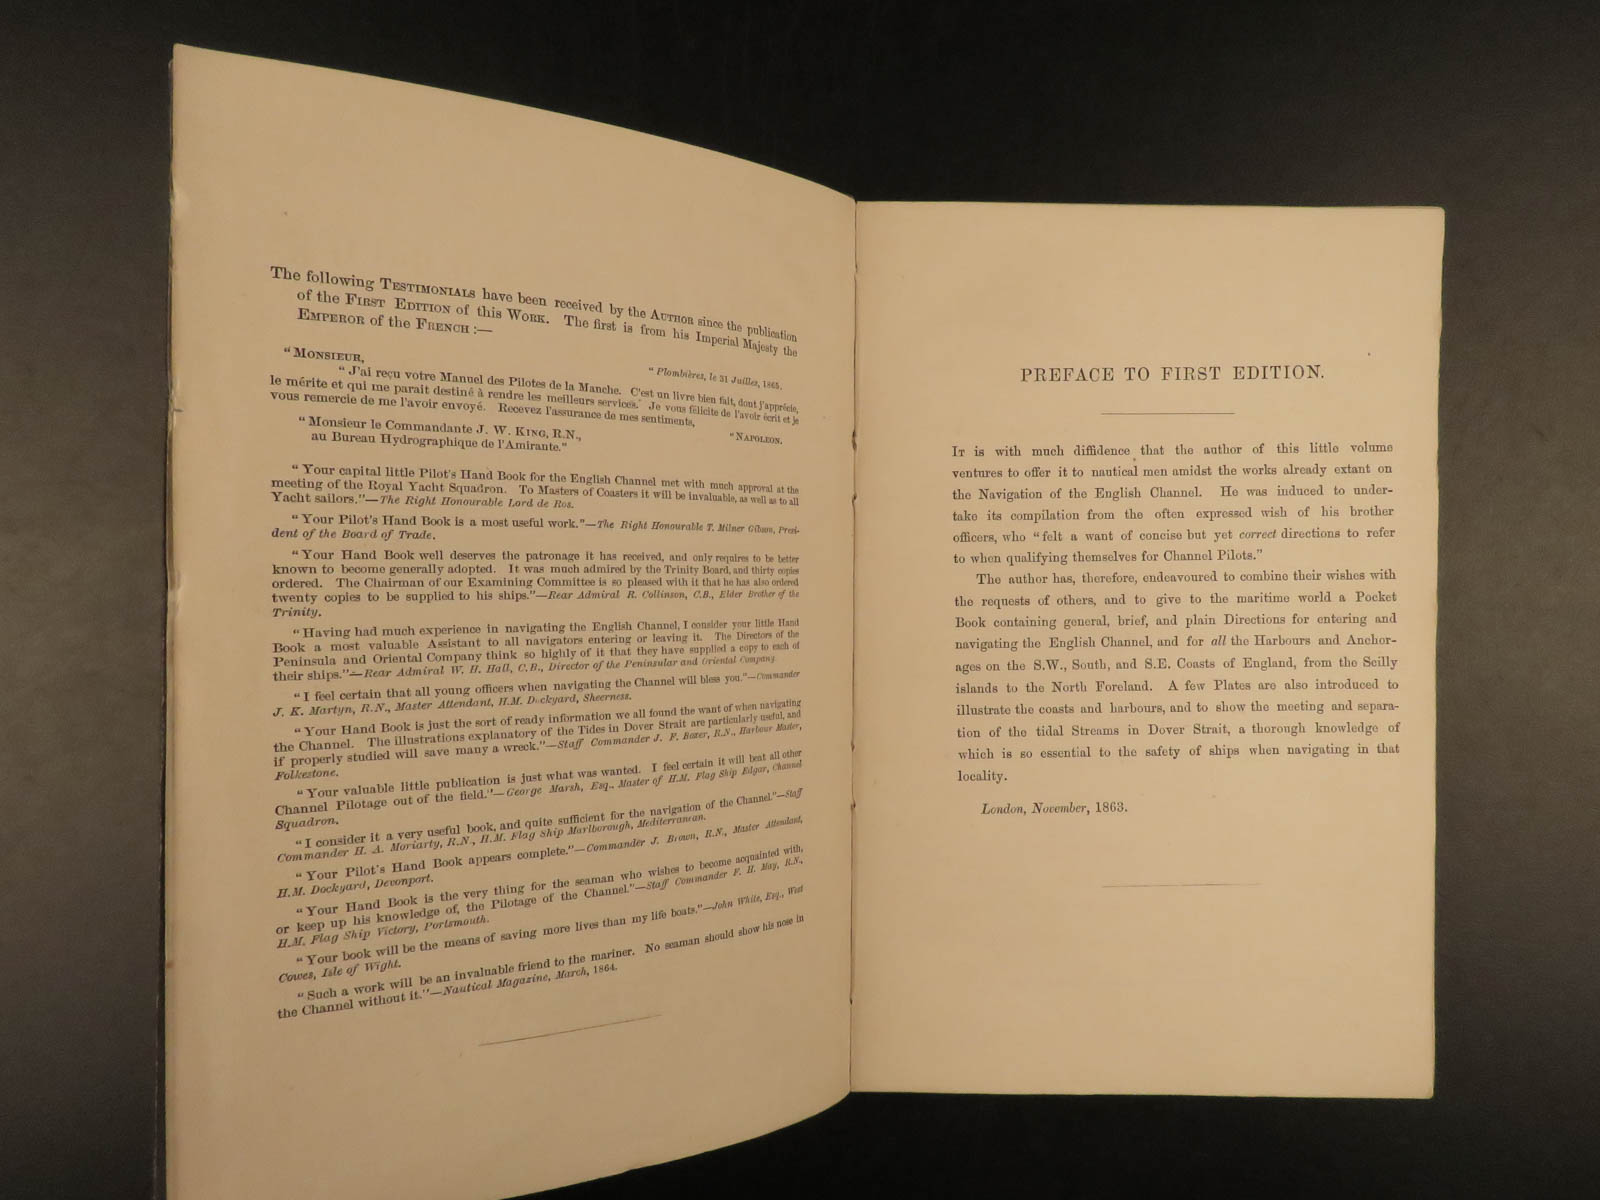 The following TESTIMONIALS have been received by the AUTHOR since the publication
of the FIRST EDITION of this WORK. The first is from his Imperial Majesty the
EMPEROR of the FRENCH :—
"MONSIEUR,
"Plombières, le 31 Juillet, 1865.
"J'ai reçu votre Manuel des Pilotes de la Manche. C'est un livre bien fait, dont j'apprécie,
le mérite et qui me parait destiné à rendre les meilleurs services. Je vous félicite de l'avoir écrit et je
vous remercie de me l'avoir envoyé. Recevez l'assurance de mes sentiments,
"NAPOLEON.
"Monsieur le Commandante J. W. KING, R.N.,
au Bureau Hydrographique de l'Amirante."
"Your capital little Pilot's Hand Book for the English Channel met with much approval at the
meeting of the Royal Yacht Squadron. To Masters of Coasters it will be invaluable, as well as to all
Yacht sailors."—The Right Honourable Lord de Ros.
"Your Pilot's Hand Book is a most useful work."—The Right Honourable T. Milner Gibson, Presi-
dent of the Board of Trade.
"Your Hand Book well deserves the patronage it has received, and only requires to be better
known to become generally adopted. It was much admired by the Trinity Board, and thirty copies
ordered. The Chairman of our Examining Committee is so pleased with it that he has also ordered
twenty copies to be supplied to his ships."—Rear Admiral R. Collinson, C.B., Elder Brother of the
Trinity.
"Having had much experience in navigating the English Channel, I consider your little Hand
Book a most valuable Assistant to all navigators entering or leaving it. The Directors of the
Peninsula and Oriental Company think so highly of it that they have supplied a copy to each of
their ships."—Rear Admiral W. H. Hall, C.B., Director of the Peninsular and Oriental Company.
"I feel certain that all young officers when navigating the Channel will bless you."—Commander
J. K. Martyn, R.N., Master Attendant, H.M. Dockyard, Sheerness.
"Your Hand Book is just the sort of ready information we all found the want of when navigating
the Channel. The illustrations explanatory of the Tides in Dover Strait are particularly useful, and
if properly studied will save many a wreck."—Staff Commander J. F. Boxer, R.N., Harbour Master,
Folkestone.
"Your valuable little publication is just what was wanted. I feel certain it will beat all other
Channel Pilotage out of the field."—George Marsh, Esq., Master of H.M. Flag Ship Edgar, Channel
Squadron.
"I consider it a very useful book, and quite sufficient for the navigation of the Channel."—Staff
Commander H. A. Moriarty, R.N., H.M. Flag Ship Marlborough, Mediterranean.
"Your Pilot's Hand Book appears complete."—Commander J. Brown, R.N., Master Attendant,
H.M. Dockyard, Devonport.
"Your Hand Book is the very thing for the seaman who wishes to become acquainted with,
or keep up his knowledge of, the Pilotage of the Channel."—Staff Commander F. H. May, R.N.,
H.M. Flag Ship Victory, Portsmouth.
"Your book will be the means of saving more lives than my life boats."—John White, Esq., West
Cowes, Isle of Wight.
"Such a work will be an invaluable friend to the mariner. No seaman should show his nose in
the Channel without it."—Nautical Magazine, March, 1864.
PREFACE TO FIRST EDITION.
IT is with much diffidence that the author of this little volume
ventures to offer it to nautical men amidst the works already extant on
the Navigation of the English Channel. He was induced to under-
take its compilation from the often expressed wish of his brother
officers, who "felt a want of concise but yet correct directions to refer
to when qualifying themselves for Channel Pilots."
The author has, therefore, endeavoured to combine their wishes with
the requests of others, and to give to the maritime world a Pocket
Book containing general, brief, and plain Directions for entering and
navigating the English Channel, and for all the Harbours and Anchor-
ages on the S.W., South, and S.E. Coasts of England, from the Scilly
islands to the North Foreland. A few Plates are also introduced to
illustrate the coasts and harbours, and to show the meeting and separa-
tion of the tidal Streams in Dover Strait, a thorough knowledge of
which is so essential to the safety of ships when navigating in that
locality.
London, November, 1863.